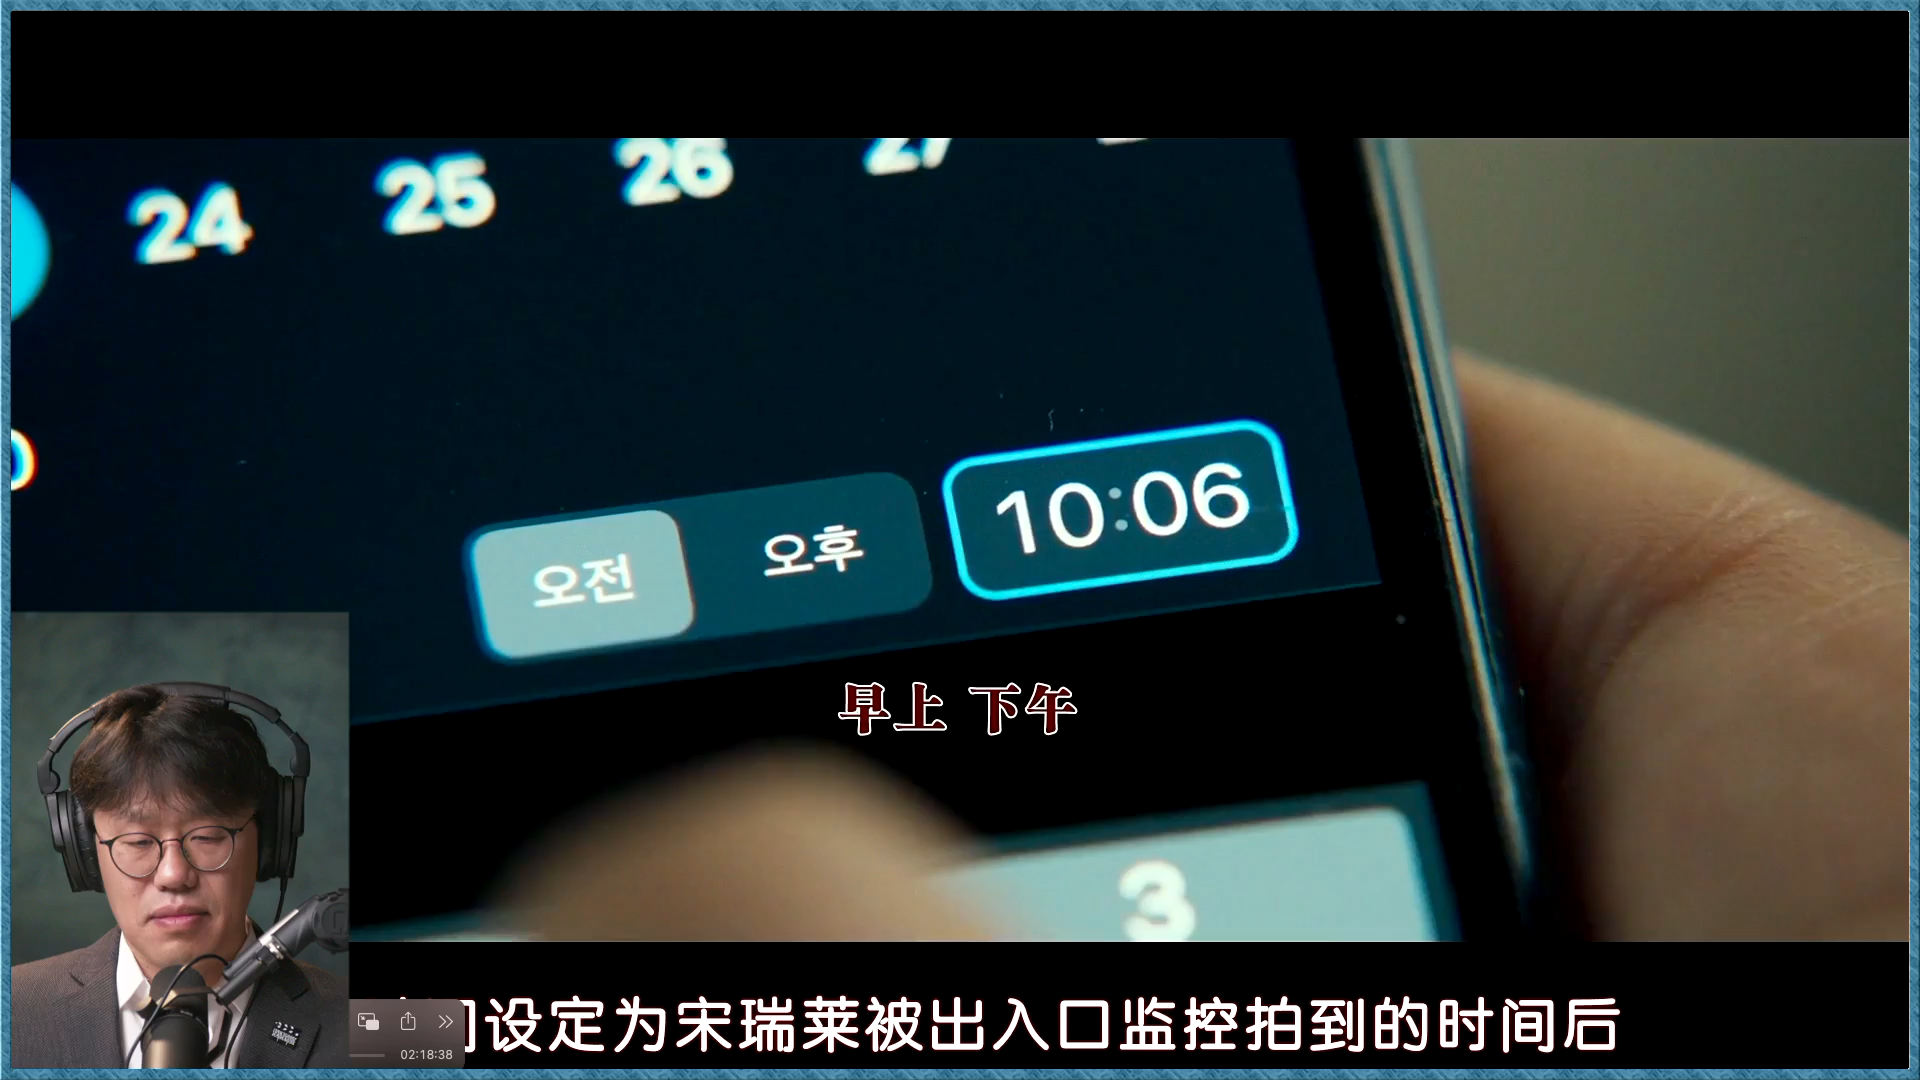 24 25 26 27
오전 오후 10:06
早上 下午
3
设定为宋瑞莱被出入口监控拍到的时间后
02:18:38